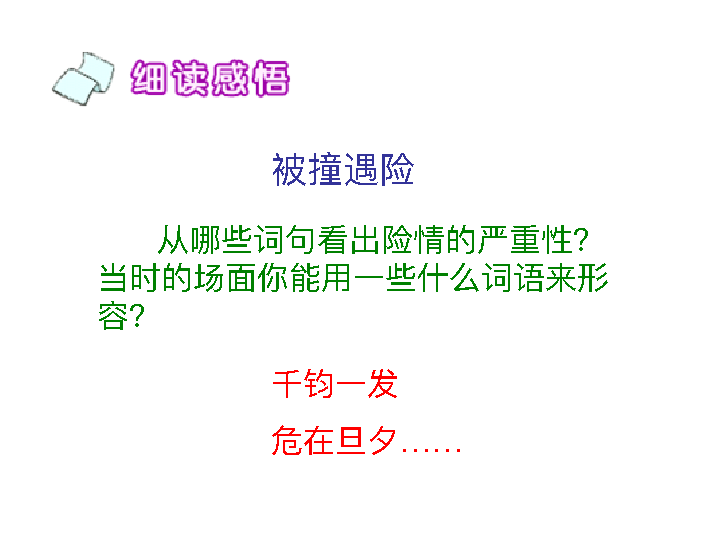 细读感悟
被撞遇险
从哪些词句看出险情的严重性?
当时的场面你能用一些什么词语来形
容?
千钧一发
危在旦夕……